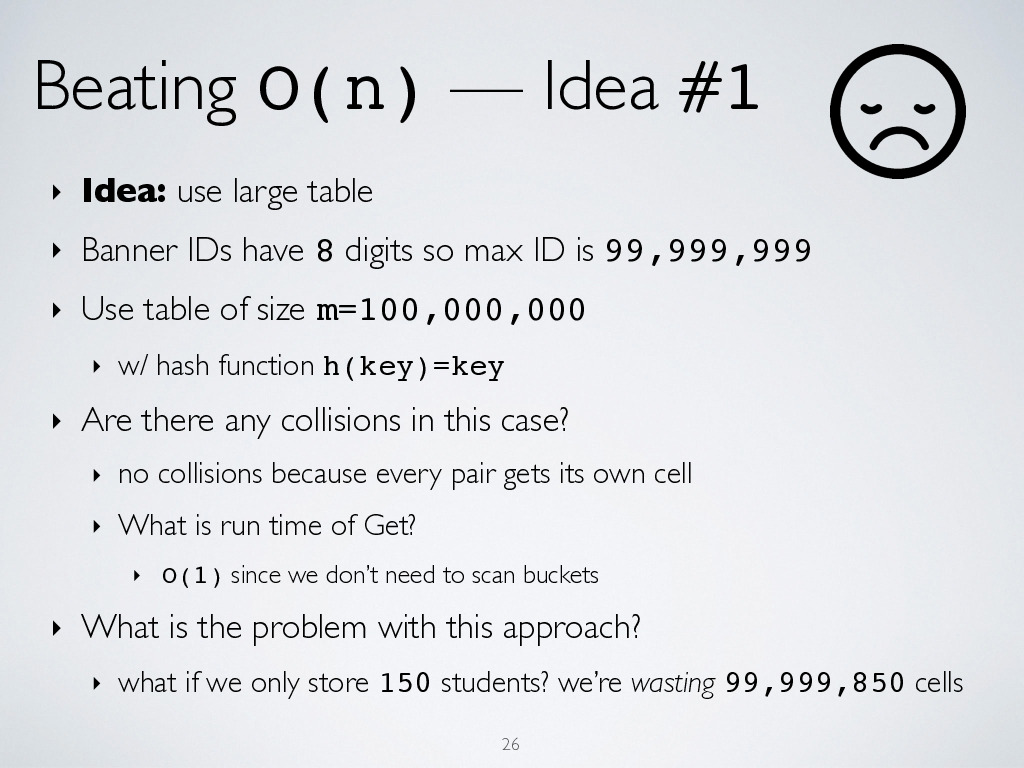 Beating O(n) — Idea #1
‣ Idea: use large table
‣ Banner IDs have 8 digits so max ID is 99,999,999
‣ Use table of size m=100,000,000
‣ w/ hash function h(key)=key
‣ Are there any collisions in this case?
‣ no collisions because every pair gets its own cell
‣ What is run time of Get?
‣ O(1) since we don’t need to scan buckets
‣ What is the problem with this approach?
‣ what if we only store 150 students? we’re wasting 99,999,850 cells
26